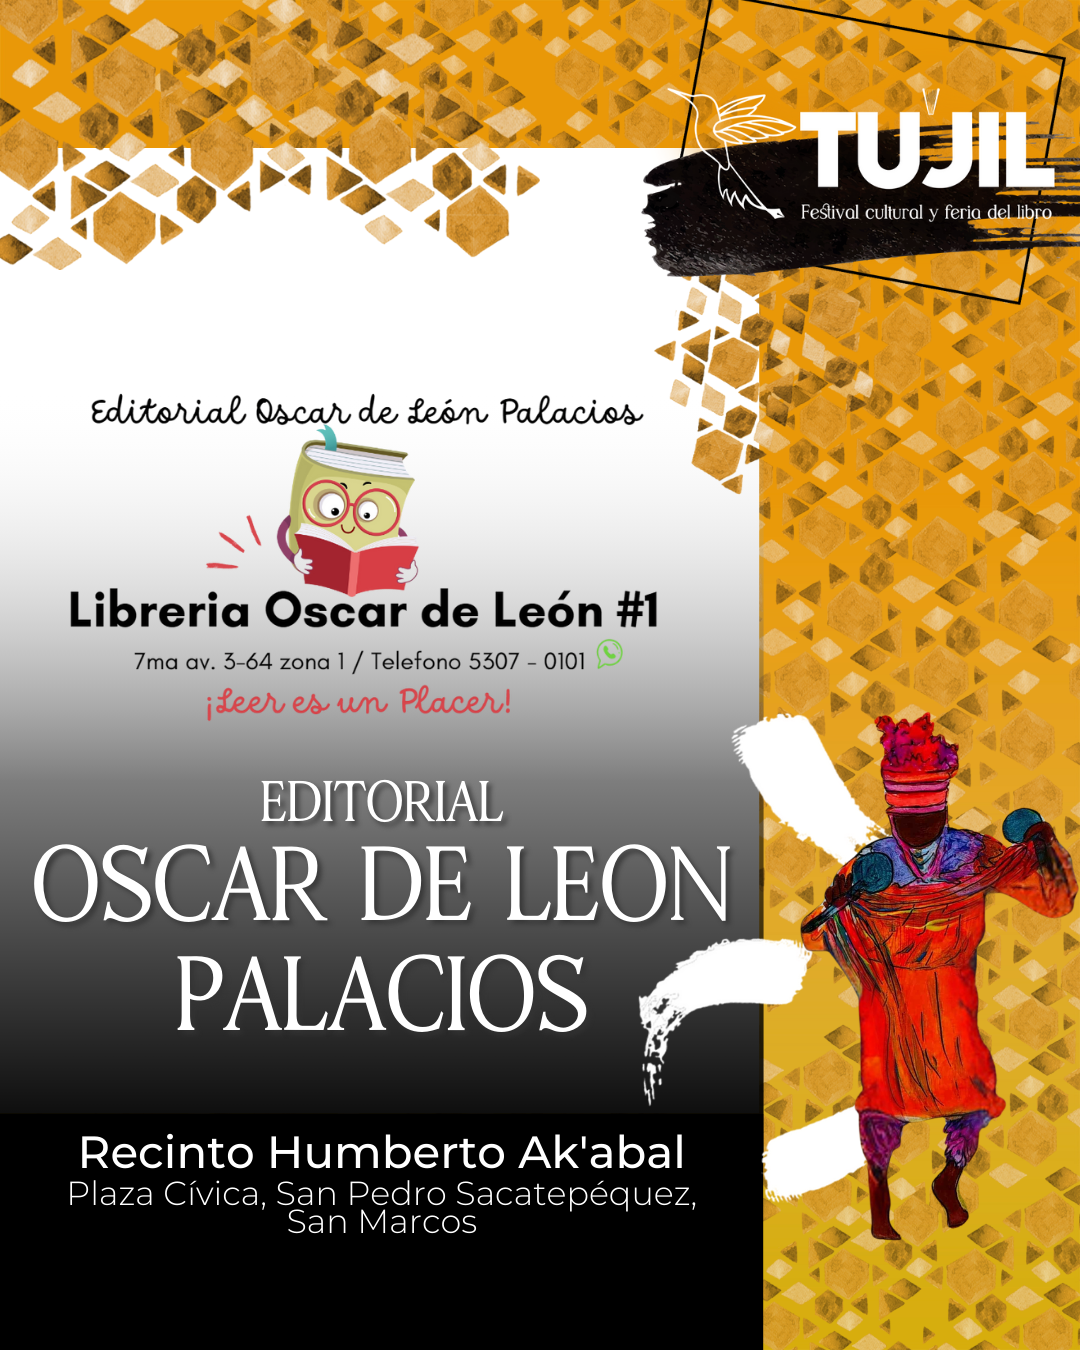 TUJIL
Festival cultural y feria del libro
Editorial Oscar de León Palacios
Libreria Oscar de León #1
7ma av. 3-64 zona 1 / Telefono 5307 - 0101
¡Leer es un Placer!
EDITORIAL
OSCAR DE LEON
PALACIOS
Recinto Humberto Ak'abal
Plaza Cívica, San Pedro Sacatepéquez,
San Marcos